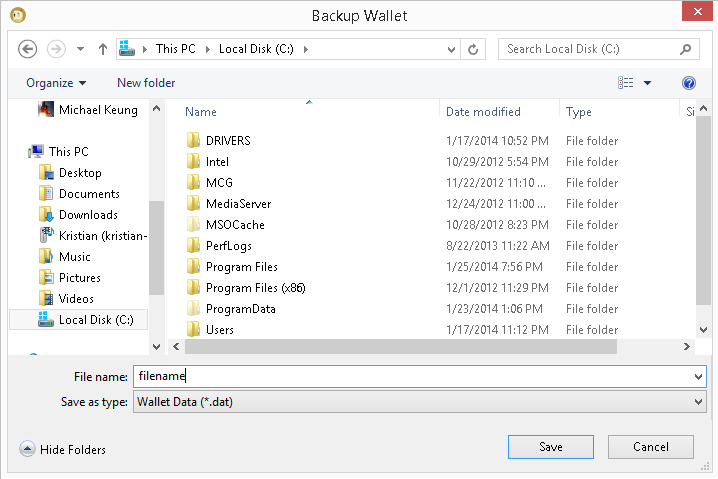 Backup Wallet
This PC Local Disk (C:) Search Local Disk (C:)
Organize New folder
Michael Keung
This PC
Desktop
Documents
Downloads
Kristian (kristian-
Music
Pictures
Videos
Local Disk (C:)
Name Date modified Type Si
DRIVERS 1/17/2014 10:52 PM File folder
Intel 10/29/2012 5:54 PM File folder
MCG 11/22/2012 11:10 ... File folder
MediaServer 12/24/2012 11:00 ... File folder
MSOCache 10/28/2012 8:23 PM File folder
PerfLogs 8/22/2013 11:22 AM File folder
Program Files 1/25/2014 7:56 PM File folder
Program Files (x86) 12/1/2012 11:29 PM File folder
ProgramData 1/23/2014 1:06 PM File folder
Users 1/17/2014 11:12 PM File folder
File name: filename
Save as type: Wallet Data (*.dat)
Hide Folders Save Cancel